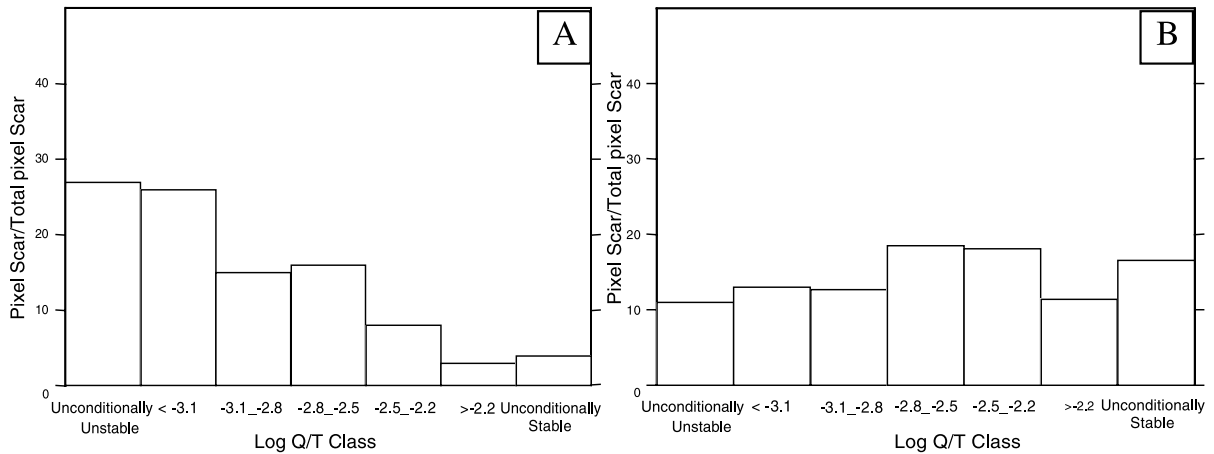 A
Pixel Scar/Total pixel Scar
40
30
20
10
0
Unconditionally Unstable
< -3.1
-3.1_-2.8
-2.8_-2.5
-2.5_-2.2
>-2.2
Unconditionally Stable
Log Q/T Class
B
Pixel Scar/Total pixel Scar
40
30
20
10
0
Unconditionally Unstable
< -3.1
-3.1_-2.8
-2.8_-2.5
-2.5_-2.2
>-2.2
Unconditionally Stable
Log Q/T Class